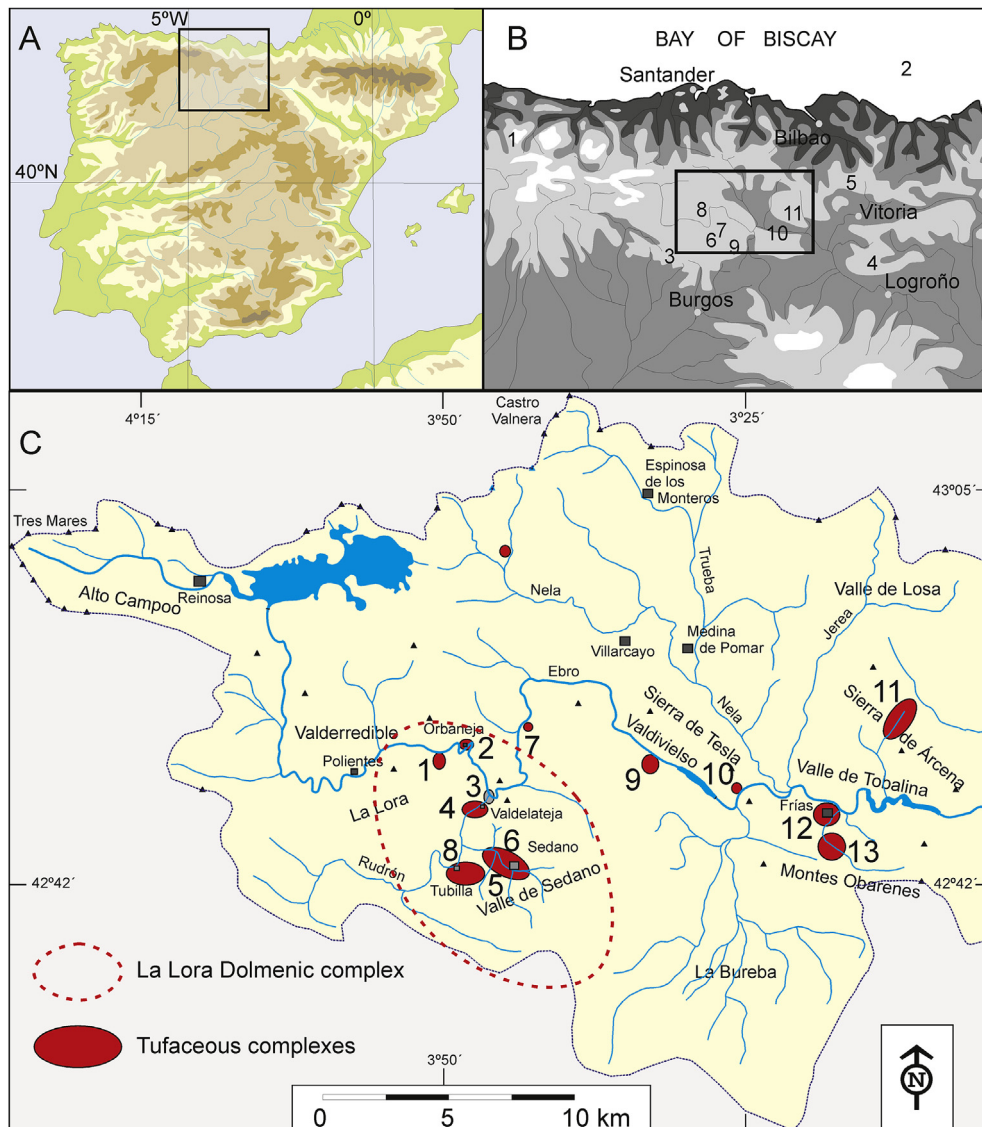 A
5ºW
0º
40ºN
B
BAY OF BISCAY
Santander
2
1
Bilbao
5
8
11
Vitoria
7
6
10
9
3
4
Logroño
Burgos
4º15´
3º50´
3º25´
C
Castro
Valnera
Espinosa
de los
Monteros
43º05´
Tres Mares
Trueba
Reinosa
Alto Campoo
Nela
Valle de Losa
Jerea
Villarcayo
Medina
de Pomar
Ebro
11
Sierra
de Árcena
Sierra de Tesla
Nela
Valderredible
Orbaneja
2
7
Valdivielso
Polientes
1
9
10
Valle de Tobalina
La Lora
3
4
Valdelateja
Frías
12
6
Sedano
13
8
Rudrón
Tubilla
5
Valle de Sedano
Montes Obarenes
42º42´
42º42´
La Bureba
La Lora Dolmenic complex
Tufaceous complexes
3º50´
0 5 10 km
N